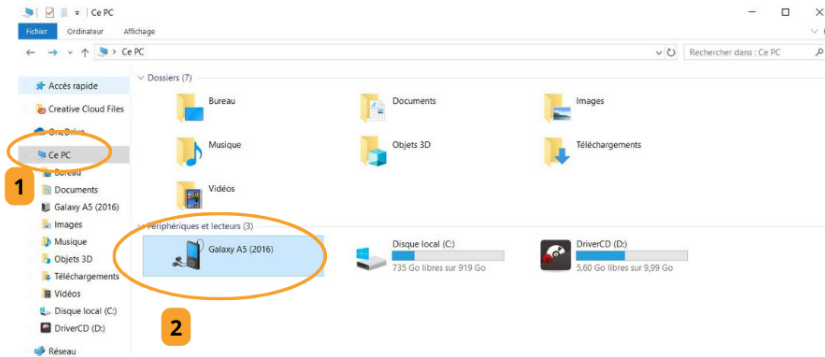 Ce PC
Fichier
Ordinateur
Affichage
Ce PC
Rechercher dans : Ce PC
Accès rapide
Creative Cloud Files
OneDrive
Ce PC
Bureau
Documents
Galaxy A5 (2016)
Images
Musique
Objets 3D
Téléchargements
Vidéos
Disque local (C:)
DriverCD (D:)
Réseau
1
Dossiers (7)
Bureau
Documents
Images
Musique
Objets 3D
Téléchargements
Vidéos
Périphériques et lecteurs (3)
Galaxy A5 (2016)
Disque local (C:)
735 Go libres sur 919 Go
DriverCD (D:)
5,60 Go libres sur 9,99 Go
2